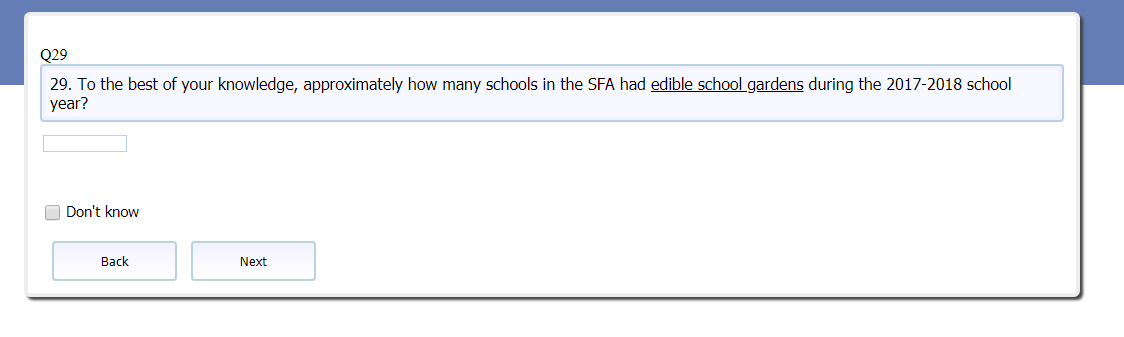 Q29
29. To the best of your knowledge, approximately how many schools in the SFA had edible school gardens during the 2017-2018 school
year?
Don't know
Back Next